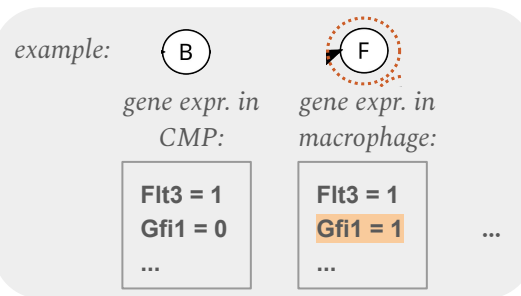 example:
B
F
gene expr. in
CMP:
gene expr. in
macrophage:
Flt3 = 1
Gfi1 = 0
...
Flt3 = 1
Gfi1 = 1
...
...